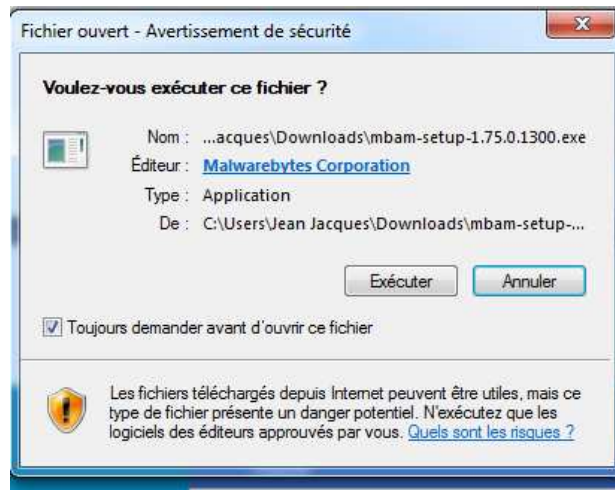 Fichier ouvert - Avertissement de sécurité
Voulez-vous exécuter ce fichier ?
Nom : ...acques\Downloads\mbam-setup-1.75.0.1300.exe
Éditeur : Malwarebytes Corporation
Type : Application
De : C:\Users\Jean Jacques\Downloads\mbam-setup-...
Exécuter Annuler
Toujours demander avant d'ouvrir ce fichier
Les fichiers téléchargés depuis Internet peuvent être utiles, mais ce
type de fichier présente un danger potentiel. N'exécutez que les
logiciels des éditeurs approuvés par vous. Quels sont les risques ?